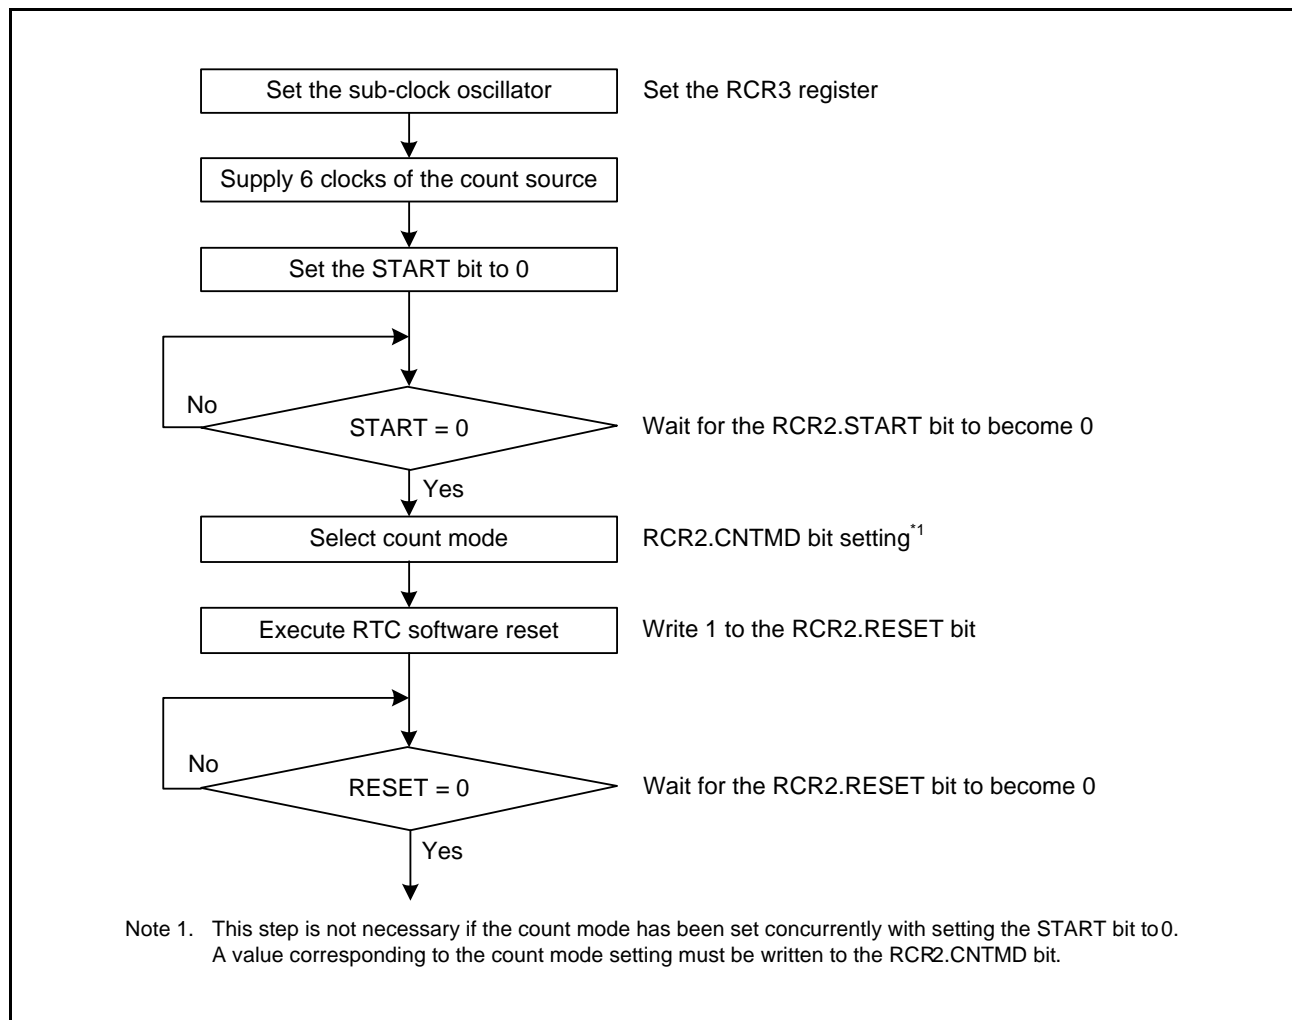 Set the sub-clock oscillator
Set the RCR3 register
Supply 6 clocks of the count source
Set the START bit to 0
No
START = 0
Wait for the RCR2.START bit to become 0
Yes
Select count mode
RCR2.CNTMD bit setting*1
Execute RTC software reset
Write 1 to the RCR2.RESET bit
No
RESET = 0
Wait for the RCR2.RESET bit to become 0
Yes
Note 1. This step is not necessary if the count mode has been set concurrently with setting the START bit to 0.
A value corresponding to the count mode setting must be written to the RCR2.CNTMD bit.